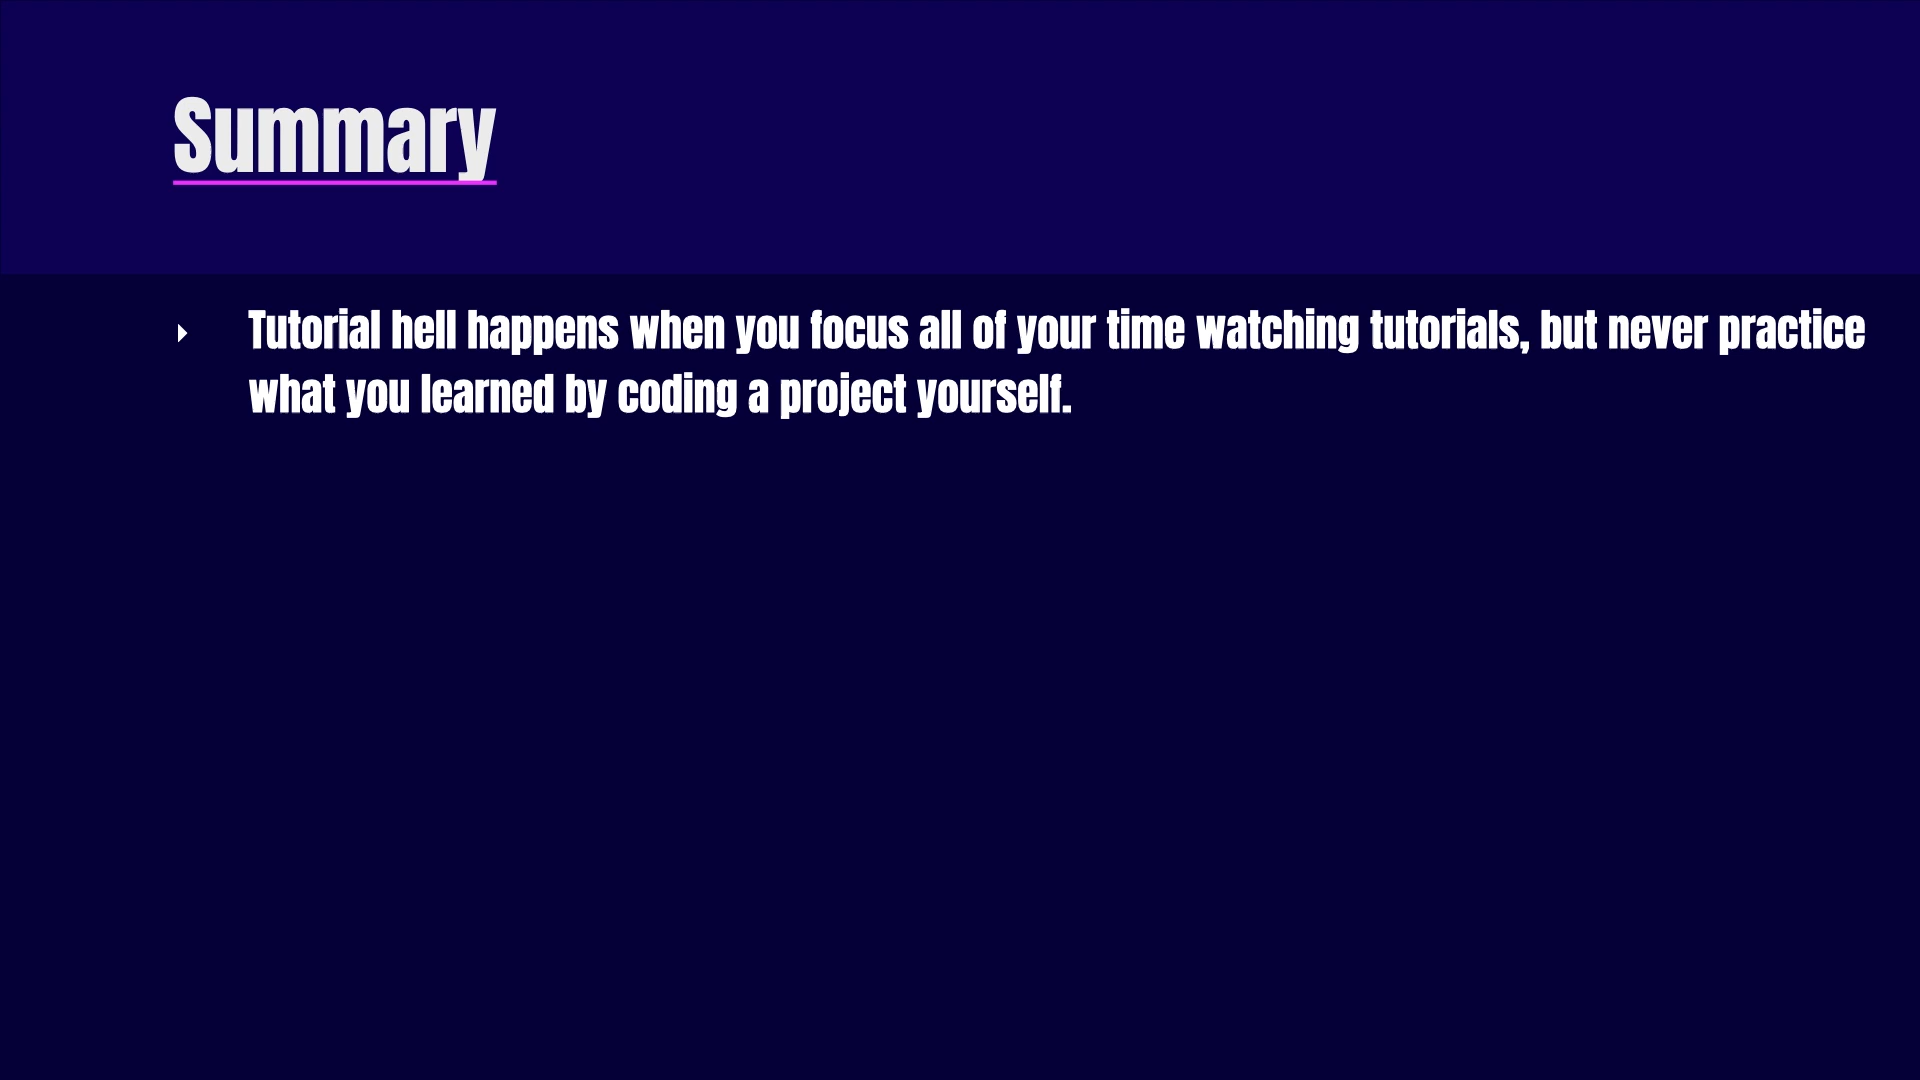 Summary
Tutorial hell happens when you focus all of your time watching tutorials, but never practice
what you learned by coding a project yourself.